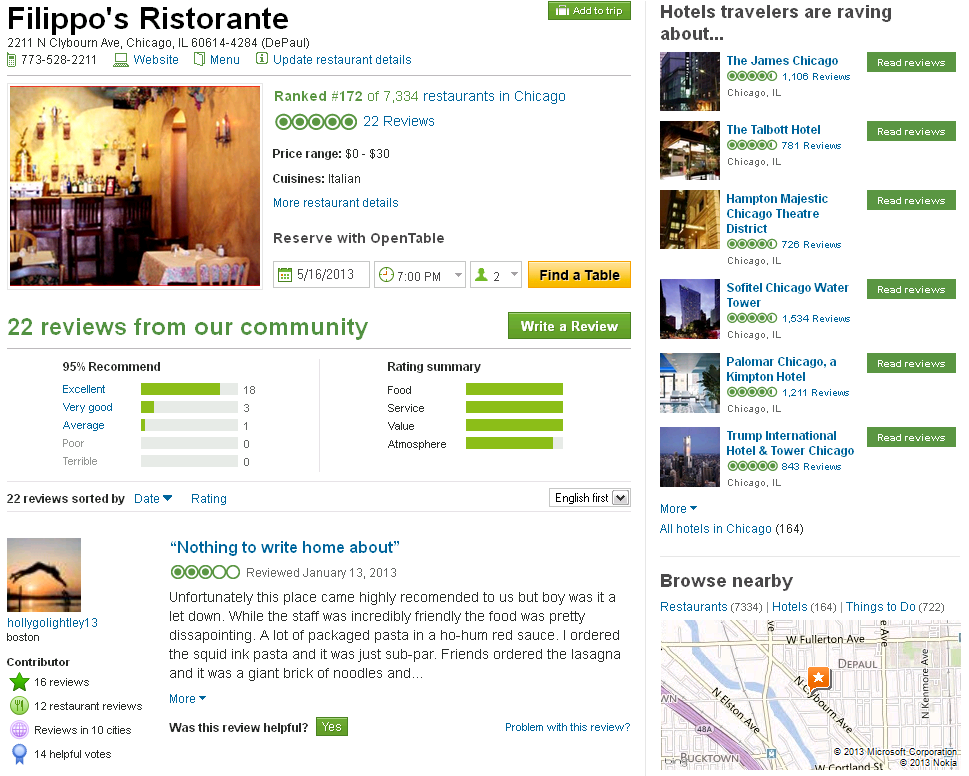 Filippo's Ristorante
Add to trip
2211 N Clybourn Ave, Chicago, IL 60614-4284 (DePaul)
773-528-2211 Website Menu Update restaurant details
Ranked #172 of 7,334 restaurants in Chicago
22 Reviews
Price range: $0 - $30
Cuisines: Italian
More restaurant details
Reserve with OpenTable
5/16/2013 7:00 PM 2 Find a Table
22 reviews from our community
Write a Review
95% Recommend
Excellent 18
Very good 3
Average 1
Poor 0
Terrible 0
Rating summary
Food
Service
Value
Atmosphere
22 reviews sorted by Date Rating
English first
hollygolightley13
boston
Contributor
16 reviews
12 restaurant reviews
Reviews in 10 cities
14 helpful votes
“Nothing to write home about”
Reviewed January 13, 2013
Unfortunately this place came highly recomended to us but boy was it a
let down. While the staff was incredibly friendly the food was pretty
dissapointing. A lot of packaged pasta in a ho-hum red sauce. I ordered
the squid ink pasta and it was just sub-par. Friends ordered the lasagna
and it was a giant brick of noodles and...
More
Was this review helpful? Yes
Problem with this review?
Hotels travelers are raving
about...
The James Chicago
1,106 Reviews
Chicago, IL
Read reviews
The Talbott Hotel
781 Reviews
Chicago, IL
Read reviews
Hampton Majestic
Chicago Theatre
District
726 Reviews
Chicago, IL
Read reviews
Sofitel Chicago Water
Tower
1,534 Reviews
Chicago, IL
Read reviews
Palomar Chicago, a
Kimpton Hotel
1,211 Reviews
Chicago, IL
Read reviews
Trump International
Hotel & Tower Chicago
843 Reviews
Chicago, IL
Read reviews
More
All hotels in Chicago (164)
Browse nearby
Restaurants (7334) | Hotels (164) | Things to Do (722)
W Fullerton Ave
DEPAUL
N Clybourn Ave
N Elston Ave
N Kenmore Ave
48A
BUCKTOWN
W Cortland St
© 2013 Microsoft Corporation
© 2013 Nokia